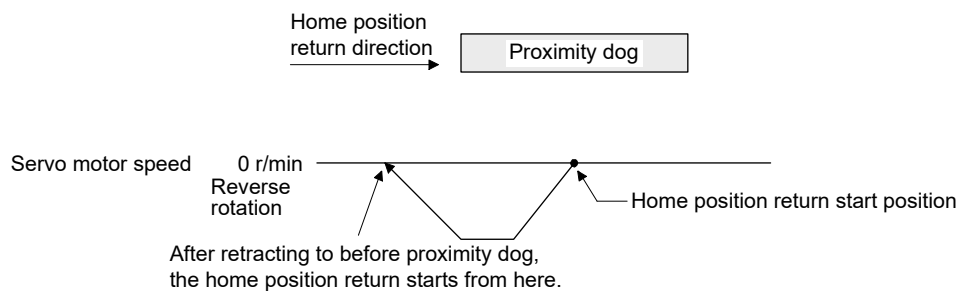 Home position
return direction
Proximity dog
Servo motor speed 0 r/min
Reverse
rotation
Home position return start position
After retracting to before proximity dog,
the home position return starts from here.